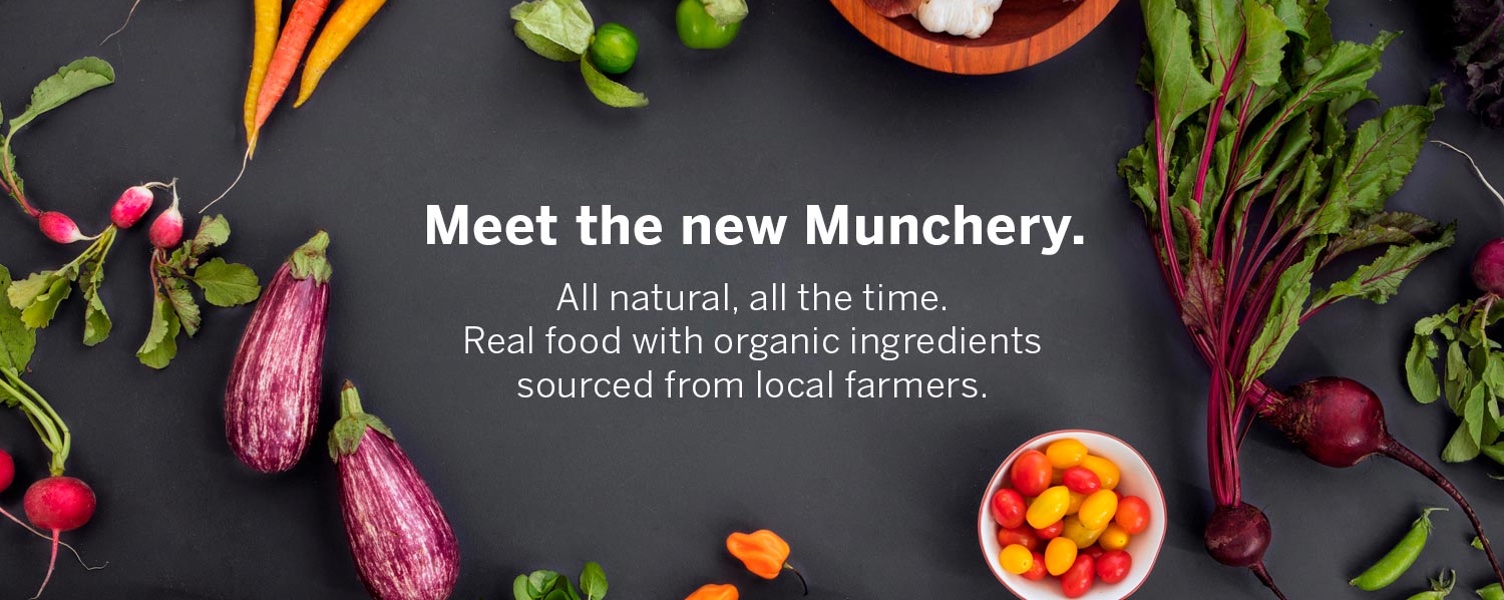 Meet the new Munchery.
All natural, all the time.
Real food with organic ingredients
sourced from local farmers.